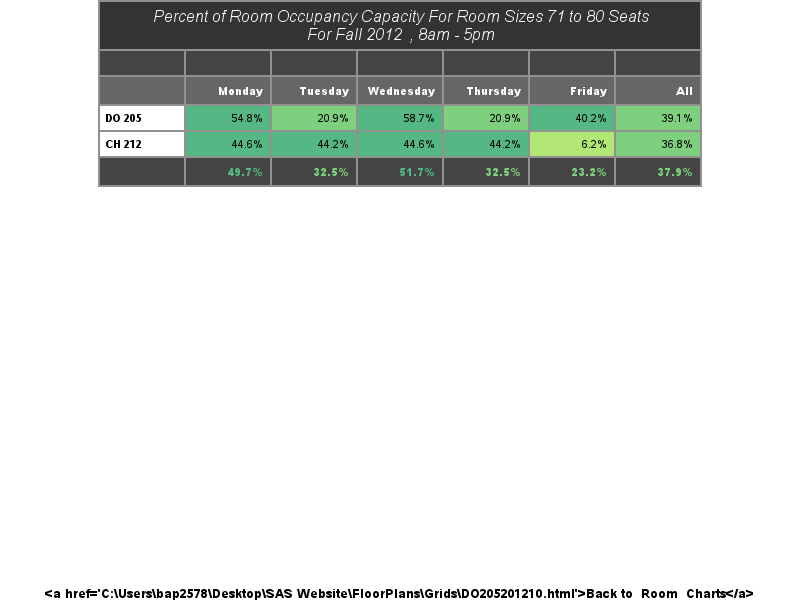 Percent of Room Occupancy Capacity For Room Sizes 71 to 80 Seats
For Fall 2012 , 8am - 5pm
Monday Tuesday Wednesday Thursday Friday All
DO 205 54.8% 20.9% 58.7% 20.9% 40.2% 39.1%
CH 212 44.6% 44.2% 44.6% 44.2% 6.2% 36.8%
49.7% 32.5% 51.7% 32.5% 23.2% 37.9%
<a href='C:\Users\bap2578\Desktop\SAS Website\FloorPlans\Grids\DO205201210.html'>Back to Room Charts</a>